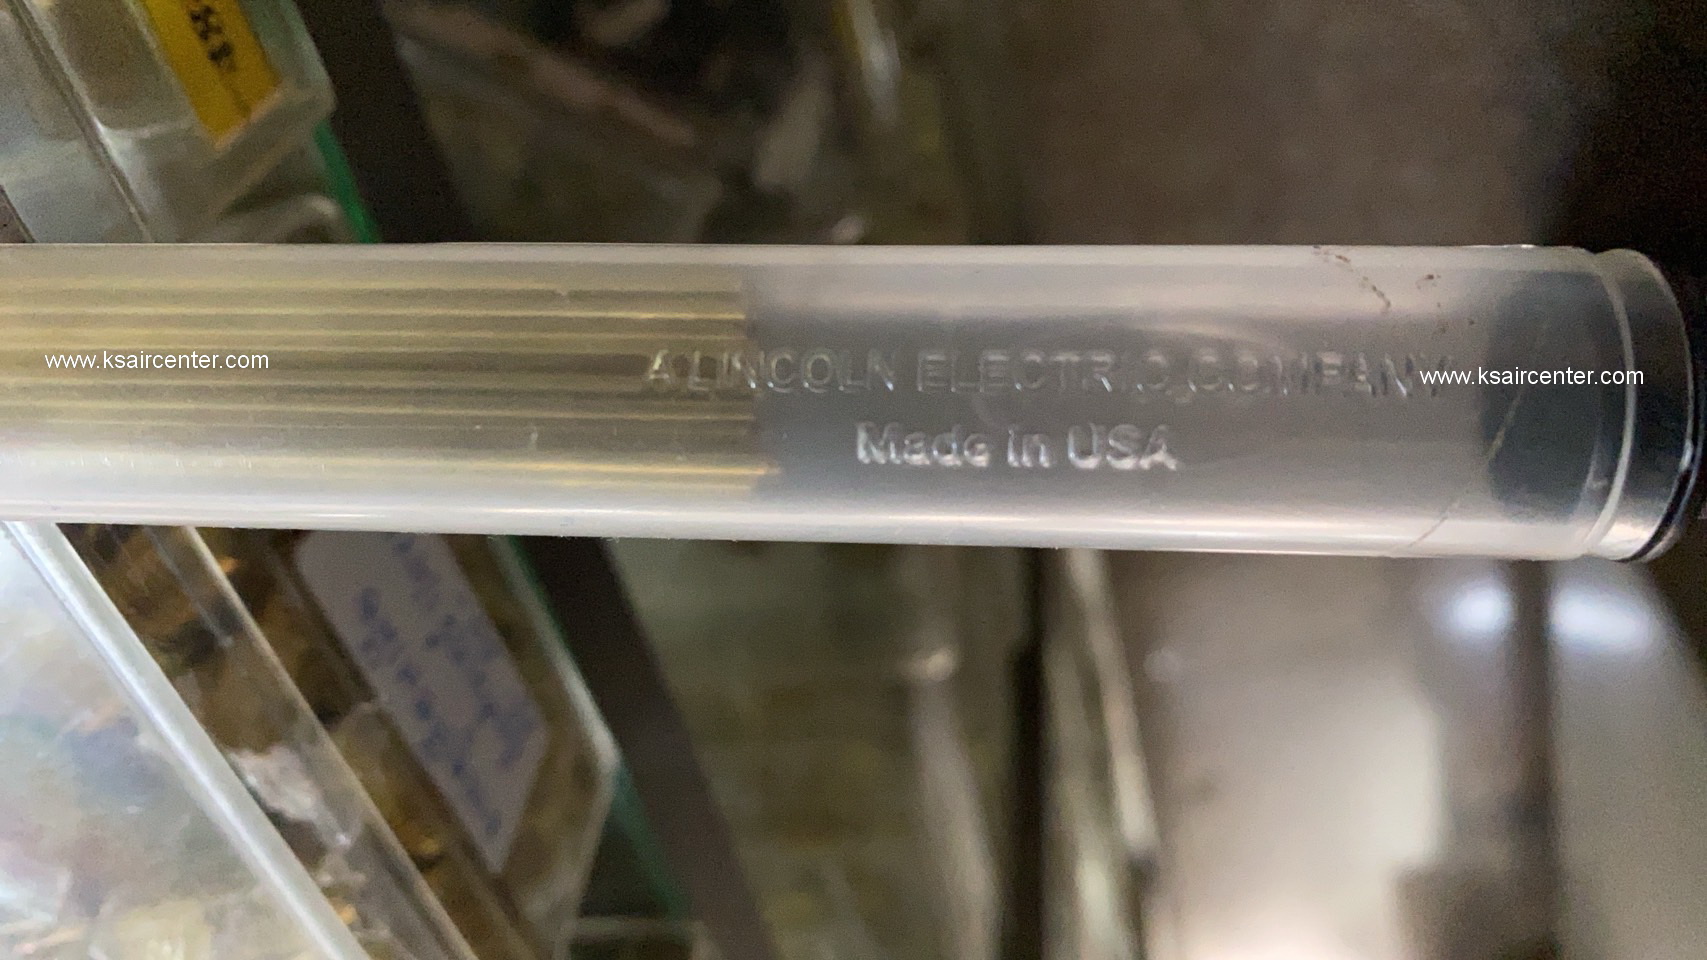 www.ksaircenter.com
A LINCOLN ELECTRIC COMPANY
www.ksaircenter.com
Made in USA